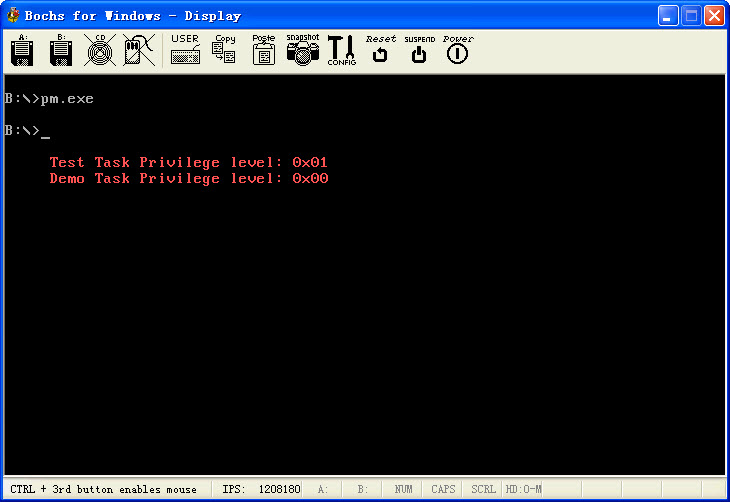 Bochs for Windows - Display
A: B: CD USER Copy Paste Snapshot CONFIG Reset SUSPEND Power
B:\>pm.exe
B:\>_
Test Task Privilege level: 0x01
Demo Task Privilege level: 0x00
CTRL + 3rd button enables mouse IPS: 1208180 A: B: NUM CAPS SCRL HD:0-M